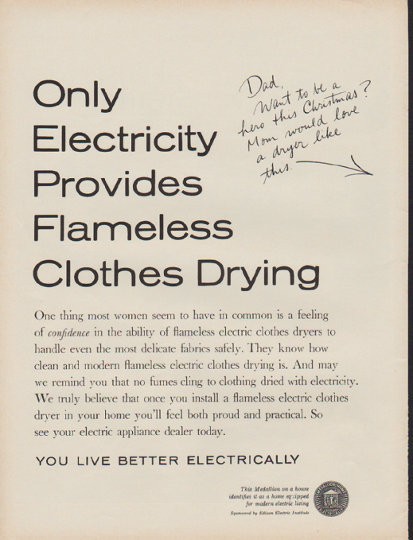 Only
Electricity
Provides
Flameless
Clothes Drying
Dad,
Want to be a
hero this Christmas?
Mom would love
a dryer like
this
One thing most women seem to have in common is a feeling
of confidence in the ability of flameless electric clothes dryers to
handle even the most delicate fabrics safely. They know how
clean and modern flameless electric clothes drying is. And may
we remind you that no fumes cling to clothing dried with electricity.
We truly believe that once you install a flameless electric clothes
dryer in your home you'll feel both proud and practical. So
see your electric appliance dealer today.
YOU LIVE BETTER ELECTRICALLY
This Medallion on a house
identifies it as a home equipped
for modern electric living
Sponsored by Edison Electric Institute